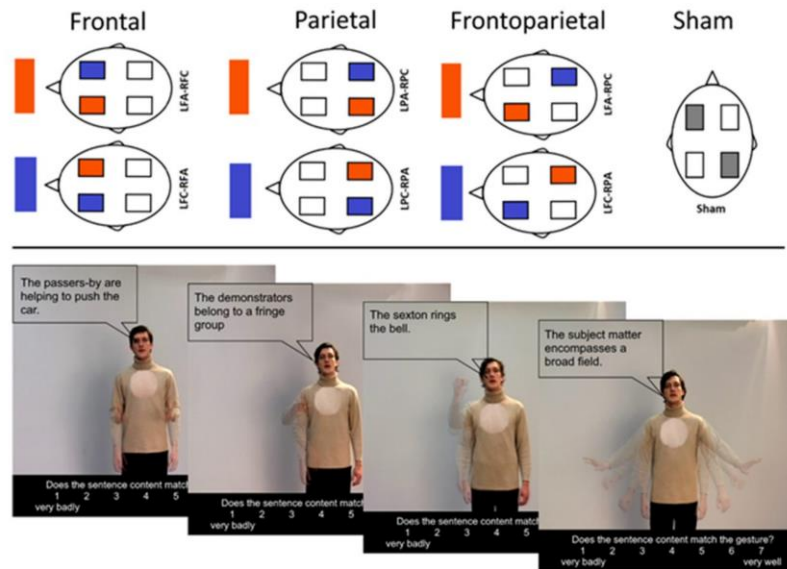 Frontal
Parietal
Frontoparietal
Sham
LFA-RFC
LPA-RPC
LFA-RPC
LFC-RFA
LPC-RPA
LFC-RPA
Sham
The passers-by are
helping to push the
car.
The demonstrators
belong to a fringe
group
The sexton rings
the bell.
The subject matter
encompasses a
broad field.
Does the sentence content match
1 2 3 4 5
very badly
Does the sentence content match
1 2 3 4 5
very badly
Does the sentence content match
1 2 3 4 5
very badly
Does the sentence content match the gesture?
1 2 3 4 5 6 7
very badly very well